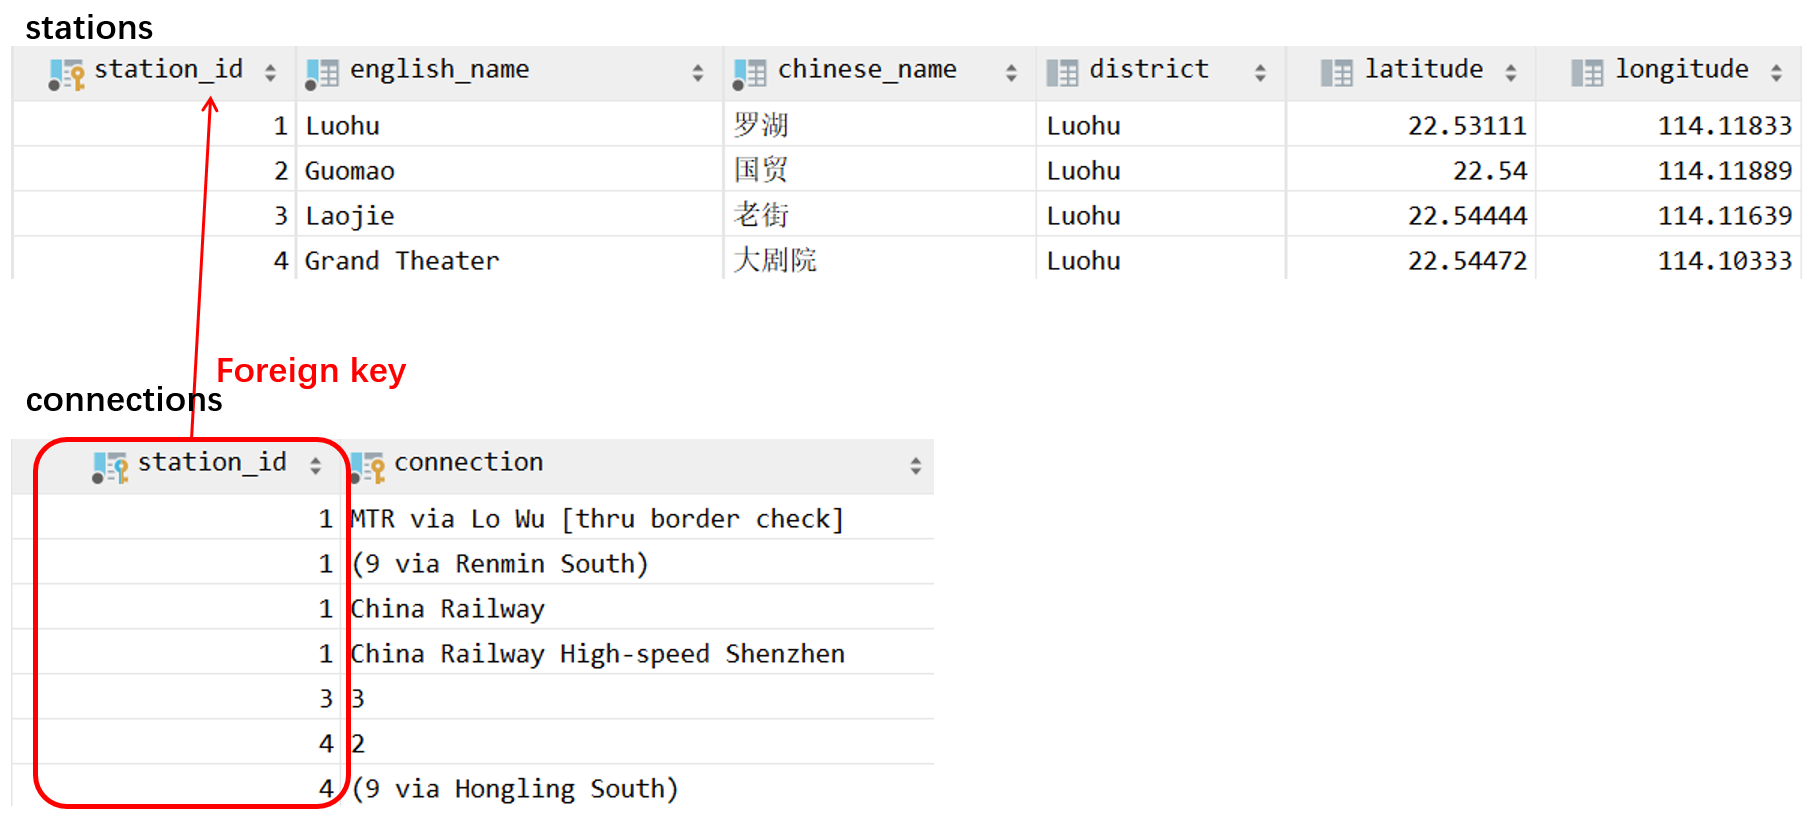 stations
station_id english_name chinese_name district latitude longitude
1 Luohu 罗湖 Luohu 22.53111 114.11833
2 Guomao 国贸 Luohu 22.54 114.11889
3 Laojie 老街 Luohu 22.54444 114.11639
4 Grand Theater 大剧院 Luohu 22.54472 114.10333
Foreign key
connections
station_id connection
1 MTR via Lo Wu [thru border check]
1 (9 via Renmin South)
1 China Railway
1 China Railway High-speed Shenzhen
3 3
4 2
4 (9 via Hongling South)